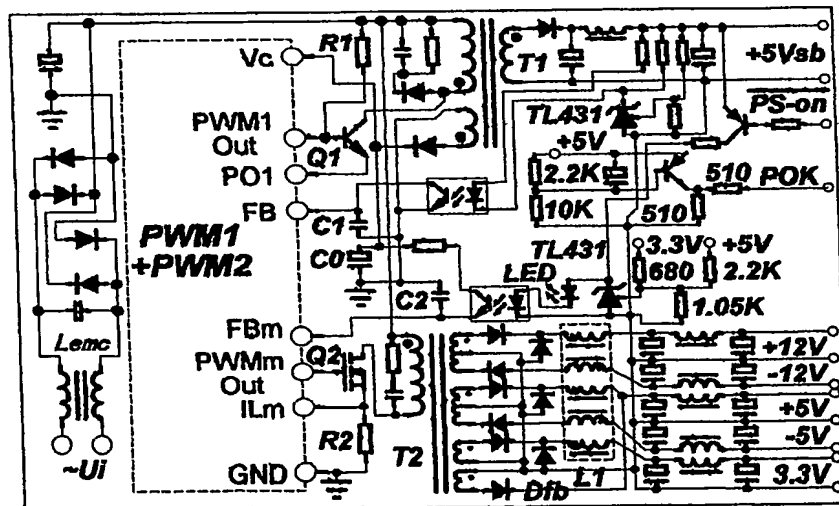 R1
T1
Vc
+5Vsb
TL431
PS-on
PWM1
Out
Q1
+5V
PO1
2.2K
510
POK
FB
C1
10K
510
PWM1
+PWM2
C0
TL431
LED
3.3V
+5V
680
2.2K
C2
1.05K
Lemc
FBm
+12V
PWMm
Out
Q2
-12V
ILm
+5V
R2
T2
-5V
~Ui
GND
Dfb
L1
3.3V